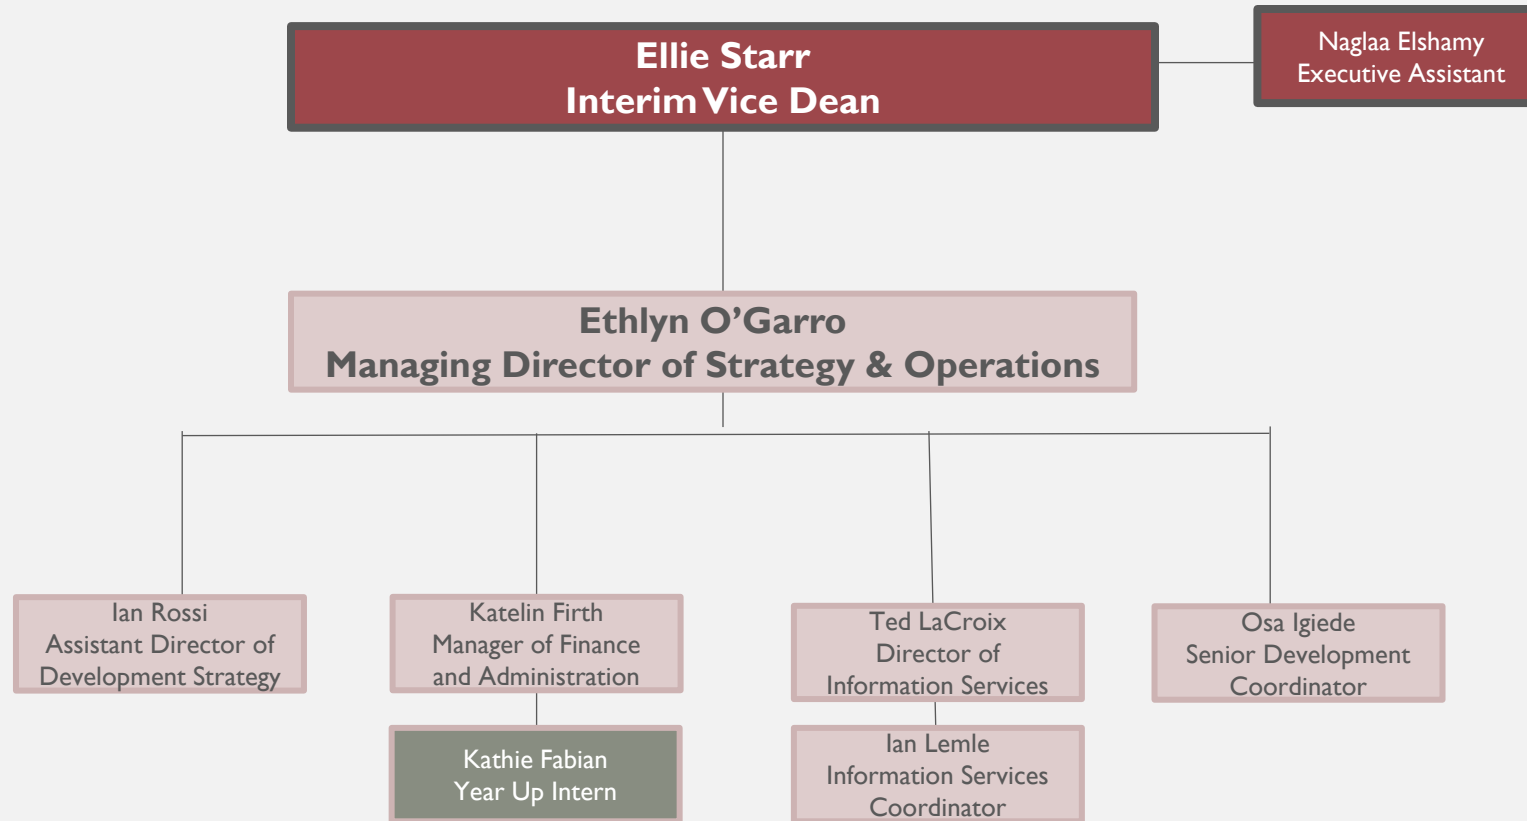 Ellie Starr
Interim Vice Dean
Naglaa Elshamy
Executive Assistant
Ethlyn O’Garro
Managing Director of Strategy & Operations
Ian Rossi
Assistant Director of
Development Strategy
Katelin Firth
Manager of Finance
and Administration
Ted LaCroix
Director of
Information Services
Osa Igiede
Senior Development
Coordinator
Kathie Fabian
Year Up Intern
Ian Lemle
Information Services
Coordinator